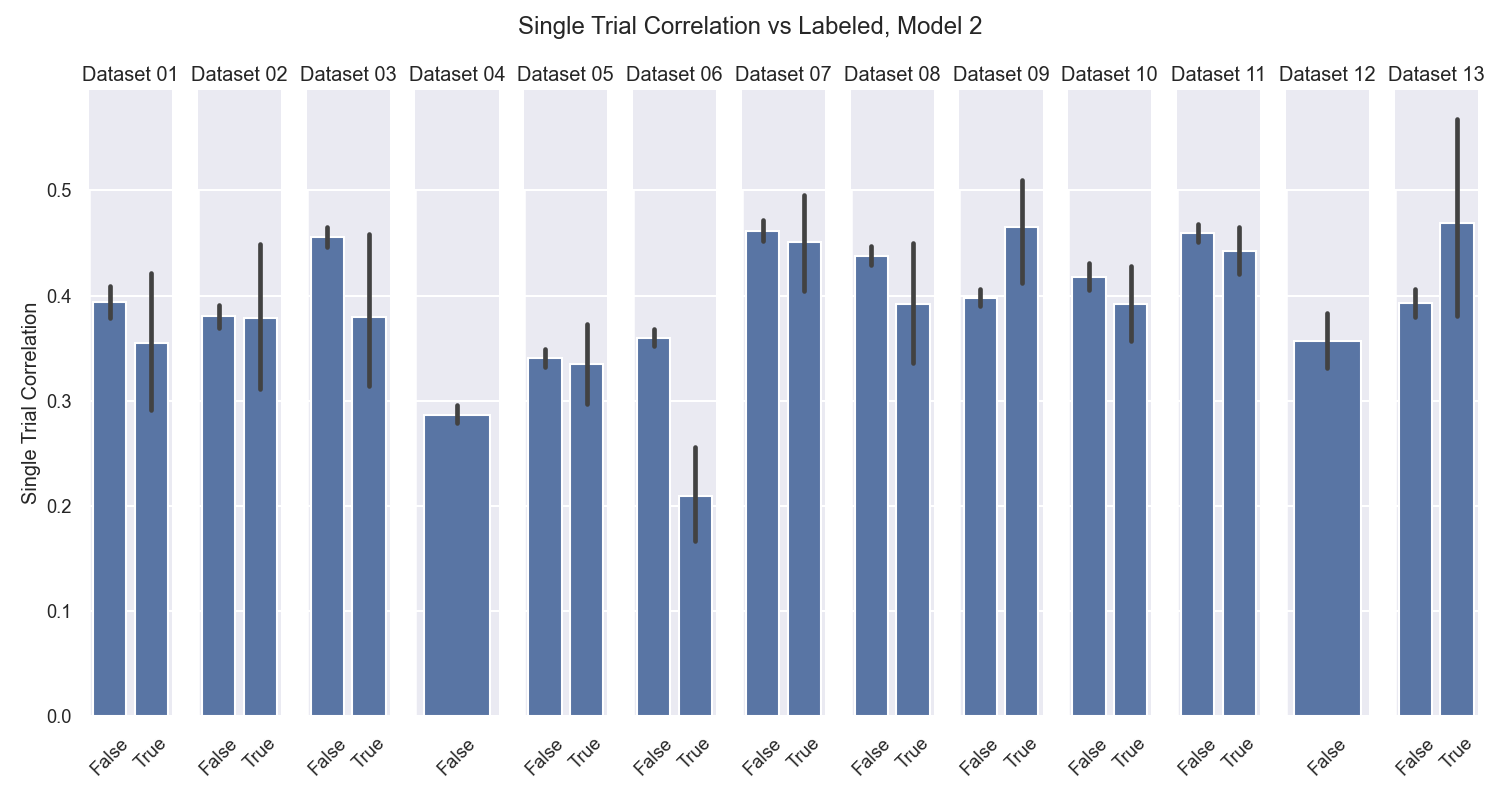 Single Trial Correlation vs Labeled, Model 2
Dataset 01 Dataset 02 Dataset 03 Dataset 04 Dataset 05 Dataset 06 Dataset 07 Dataset 08 Dataset 09 Dataset 10 Dataset 11 Dataset 12 Dataset 13
Single Trial Correlation
0.5
0.4
0.3
0.2
0.1
0.0
False True False True False True False False True False True False True False True False True False True False True False False True